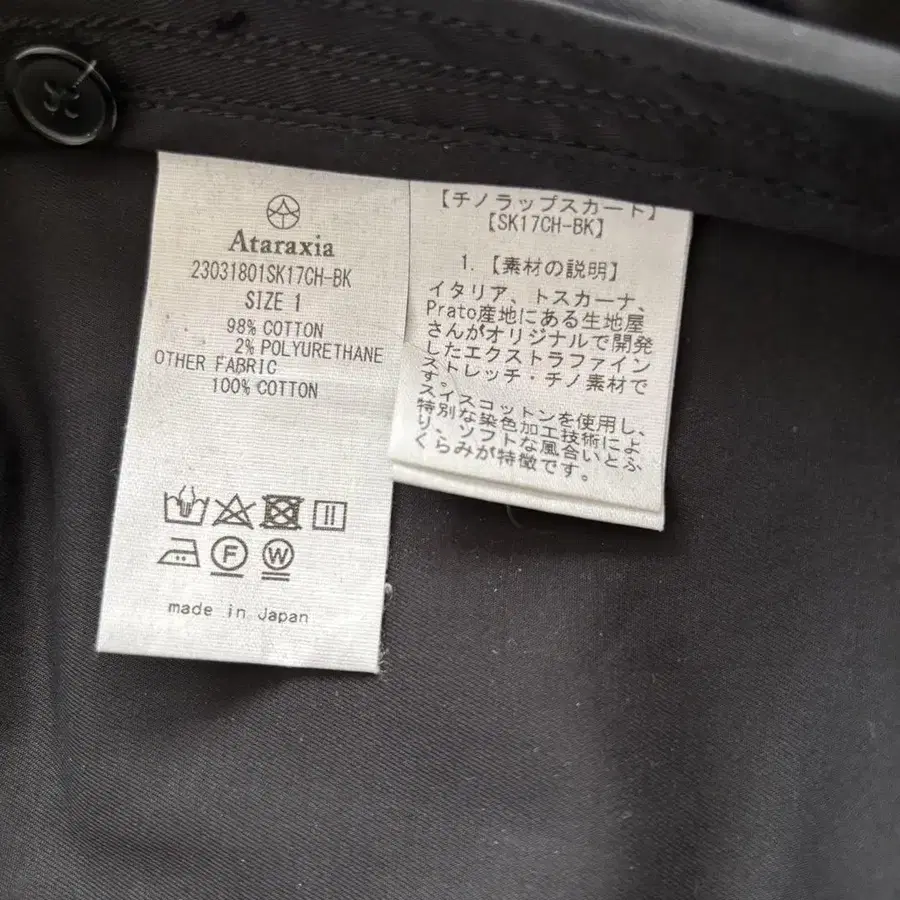 Ataraxia
23031801SK17CH-BK
SIZE 1
98% COTTON
2% POLYURETHANE
OTHER FABRIC
100% COTTON
F
W
made in Japan
【チノラップスカート】
【SK17CH-BK】
1.【素材の説明】
イタリア、トスカーナ、
Prato産地にある生地屋
さんがオリジナルで開発
したエクストラファイン
ストレッチ・チノ素材で
す。
スイスコットンを使用し、
特別な染色加工技術によ
り、ソフトな風合いとふ
くらみが特徴です。